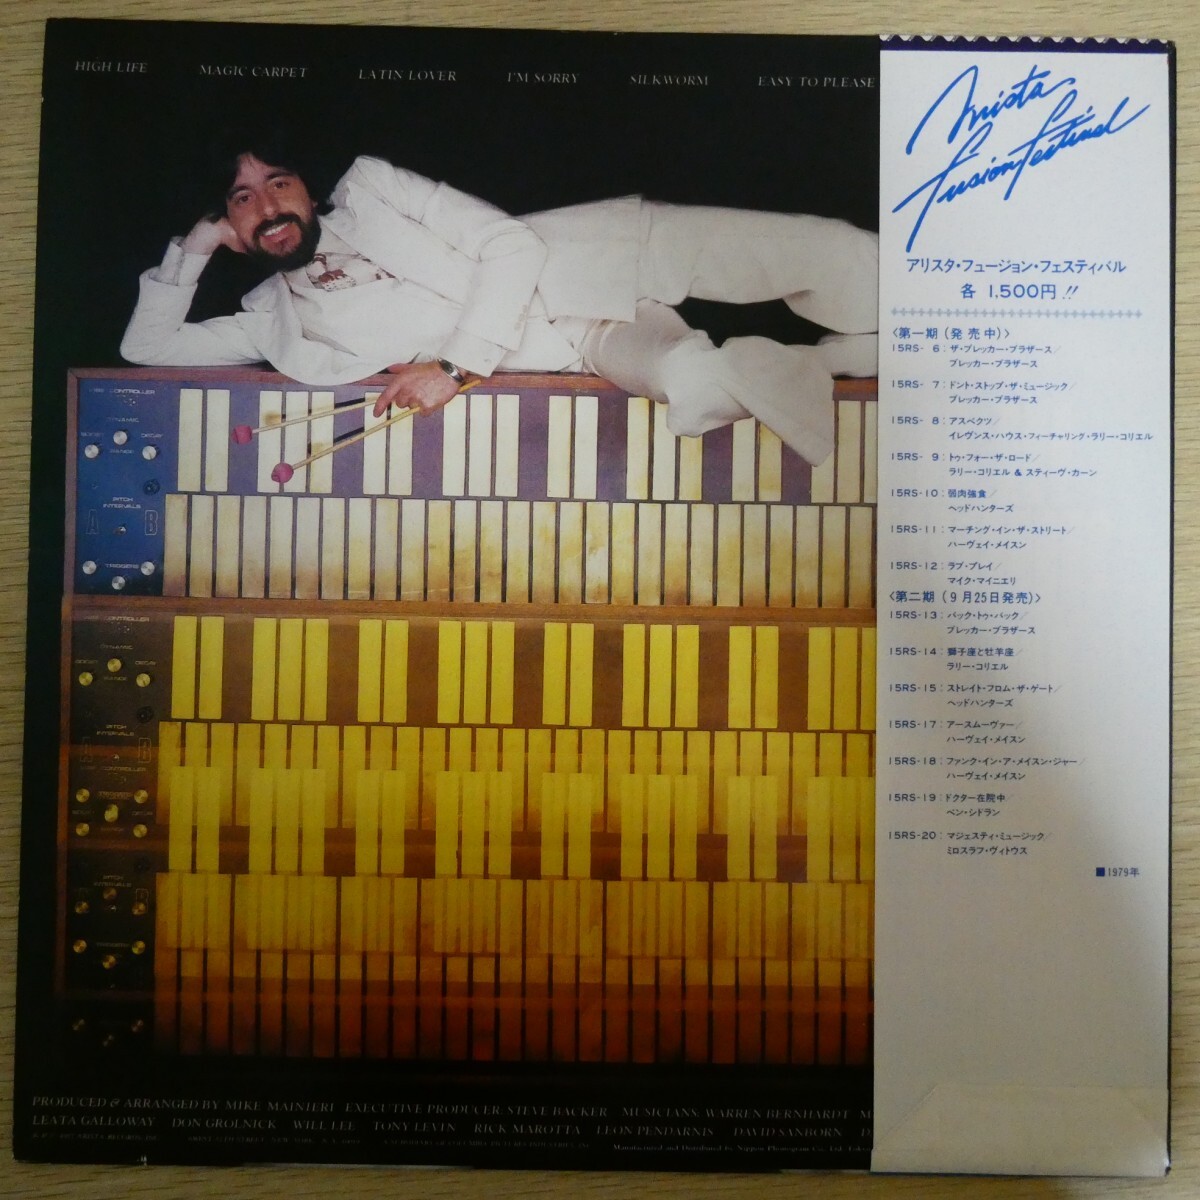 HIGH LIFE MAGIC CARPET LATIN LOVER I'M SORRY SILKWORM EASY TO PLEASE
Arista
fusion festival
アリスタ・フュージョン・フェスティバル
各 1,500円!!
〈第一期(発売中)〉
15RS- 6:ザ・ブレッカー・ブラザース/
ブレッカー・ブラザース
15RS- 7:ドント・ストップ・ザ・ミュージック/
ブレッカー・ブラザース
15RS- 8:アスペクツ/
イレヴンス・ハウス・フィーチャリング・ラリー・コリエル
15RS- 9:トゥ・フォー・ザ・ロード/
ラリー・コリエル & スティーヴ・カーン
15RS-10:弱肉強食/
ヘッドハンターズ
15RS-11:マーチング・イン・ザ・ストリート/
ハーヴェイ・メイスン
15RS-12:ラブ・プレイ/
マイク・マイニエリ
〈第二期(9月25日発売)〉
15RS-13:バック・トゥ・バック/
ブレッカー・ブラザース
15RS-14:獅子座と牡羊座/
ラリー・コリエル
15RS-15:ストレイト・フロム・ザ・ゲート/
ヘッドハンターズ
15RS-17:アースムーヴァー/
ハーヴェイ・メイスン
15RS-18:ファンク・イン・ア・メイスン・ジャー/
ハーヴェイ・メイスン
15RS-19:ドクター在院中/
ベン・シドラン
15RS-20:マジェスティ・ミュージック/
ミロスラフ・ヴィトウス
■1979年
CONTROLLER
DYNAMIC
BOOST DECAY
RANGE
PITCH
INTERVALS
A B
TRIGGERS
CONTROLLER
DYNAMIC
BOOST DECAY
RANGE
PITCH
INTERVALS
A B
CONTROLLER
PRODUCED & ARRANGED BY MIKE MAINIERI EXECUTIVE PRODUCER: STEVE BACKER MUSICIANS: WARREN BERNHARDT
LEATA GALLOWAY DON GROLNICK WILL LEE TONY LEVIN RICK MAROTTA LEON PENDARNIS DAVID SANBORN
Manufactured and Distributed by Nippon Phonogram Co., Ltd.